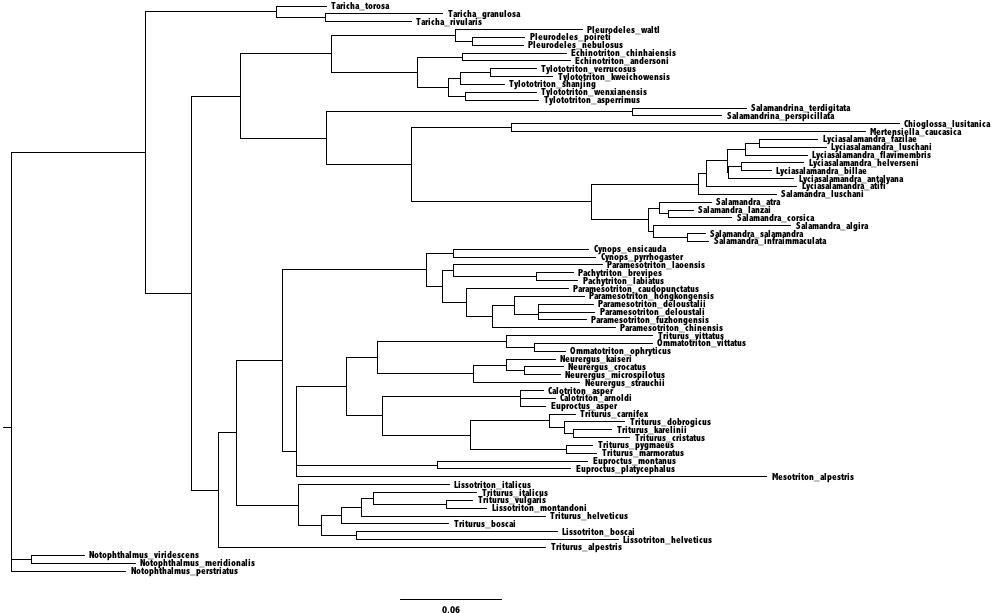 Taricha_torosa
Taricha_granulosa
Taricha_rivularis
Pleurodeles_waltl
Pleurodeles_poireti
Pleurodeles_nebulosus
Echinotriton_chinhaiensis
Echinotriton_andersoni
Tylototriton_verrucosus
Tylototriton_kweichowensis
Tylototriton_shanjing
Tylototriton_wenxianensis
Tylototriton_asperrimus
Salamandrina_terdigitata
Salamandrina_perspicillata
Chioglossa_lusitanica
Mertensiella_caucasica
Lyciasalamandra_fazilae
Lyciasalamandra_luschani
Lyciasalamandra_flavimembris
Lyciasalamandra_helverseni
Lyciasalamandra_billae
Lyciasalamandra_antalyana
Lyciasalamandra_atifi
Salamandra_luschani
Salamandra_atra
Salamandra_lanzai
Salamandra_corsica
Salamandra_algira
Salamandra_salamandra
Salamandra_infraimmaculata
Cynops_ensicauda
Cynops_pyrrhogaster
Paramesotriton_laoensis
Pachytriton_brevipes
Pachytriton_labiatus
Paramesotriton_caudopunctatus
Paramesotriton_hongkongensis
Paramesotriton_deloustalii
Paramesotriton_deloustali
Paramesotriton_fuzhongensis
Paramesotriton_chinensis
Triturus_vittatus
Ommatotriton_vittatus
Ommatotriton_ophryticus
Neurergus_kaiseri
Neurergus_crocatus
Neurergus_microspilotus
Neurergus_strauchii
Calotriton_asper
Calotriton_arnoldi
Euproctus_asper
Triturus_carnifex
Triturus_dobrogicus
Triturus_karelinii
Triturus_cristatus
Triturus_pygmaeus
Triturus_marmoratus
Euproctus_montanus
Euproctus_platycephalus
Mesotriton_alpestris
Lissotriton_italicus
Triturus_italicus
Triturus_vulgaris
Lissotriton_montandoni
Triturus_helveticus
Triturus_boscai
Lissotriton_boscai
Lissotriton_helveticus
Triturus_alpestris
Notophthalmus_viridescens
Notophthalmus_meridionalis
Notophthalmus_perstriatus
0.06